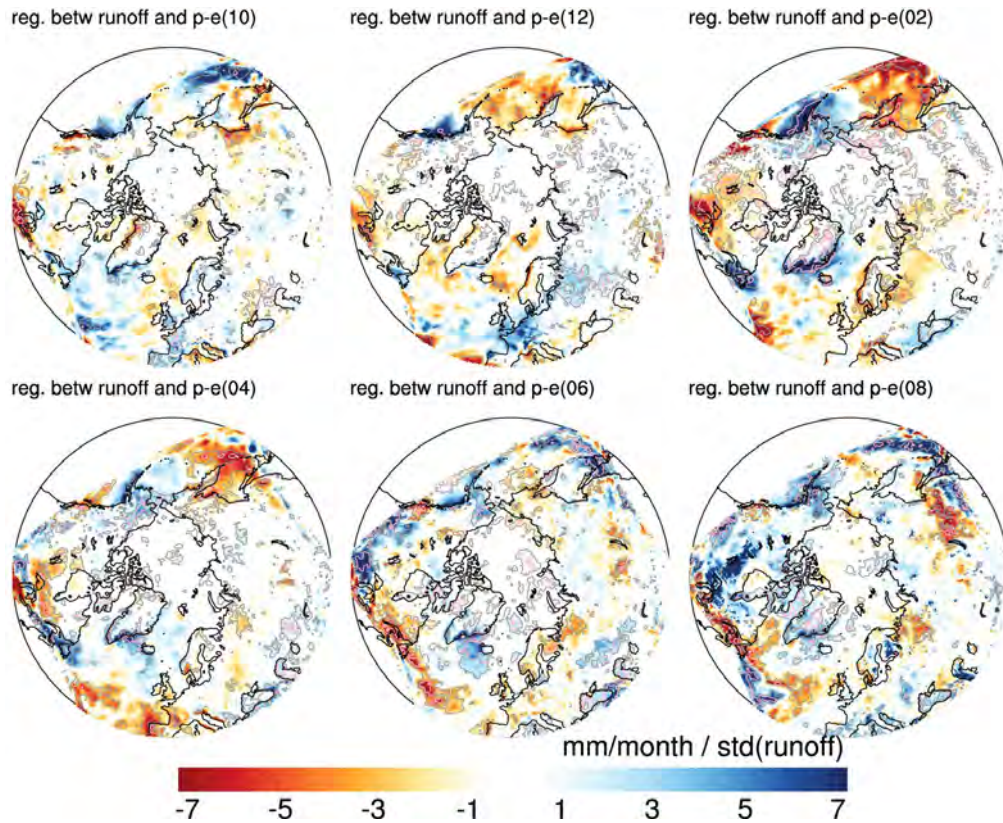 reg. betw runoff and p-e(10)
reg. betw runoff and p-e(12)
reg. betw runoff and p-e(02)
reg. betw runoff and p-e(04)
reg. betw runoff and p-e(06)
reg. betw runoff and p-e(08)
mm/month / std(runoff)
-7 -5 -3 -1 1 3 5 7